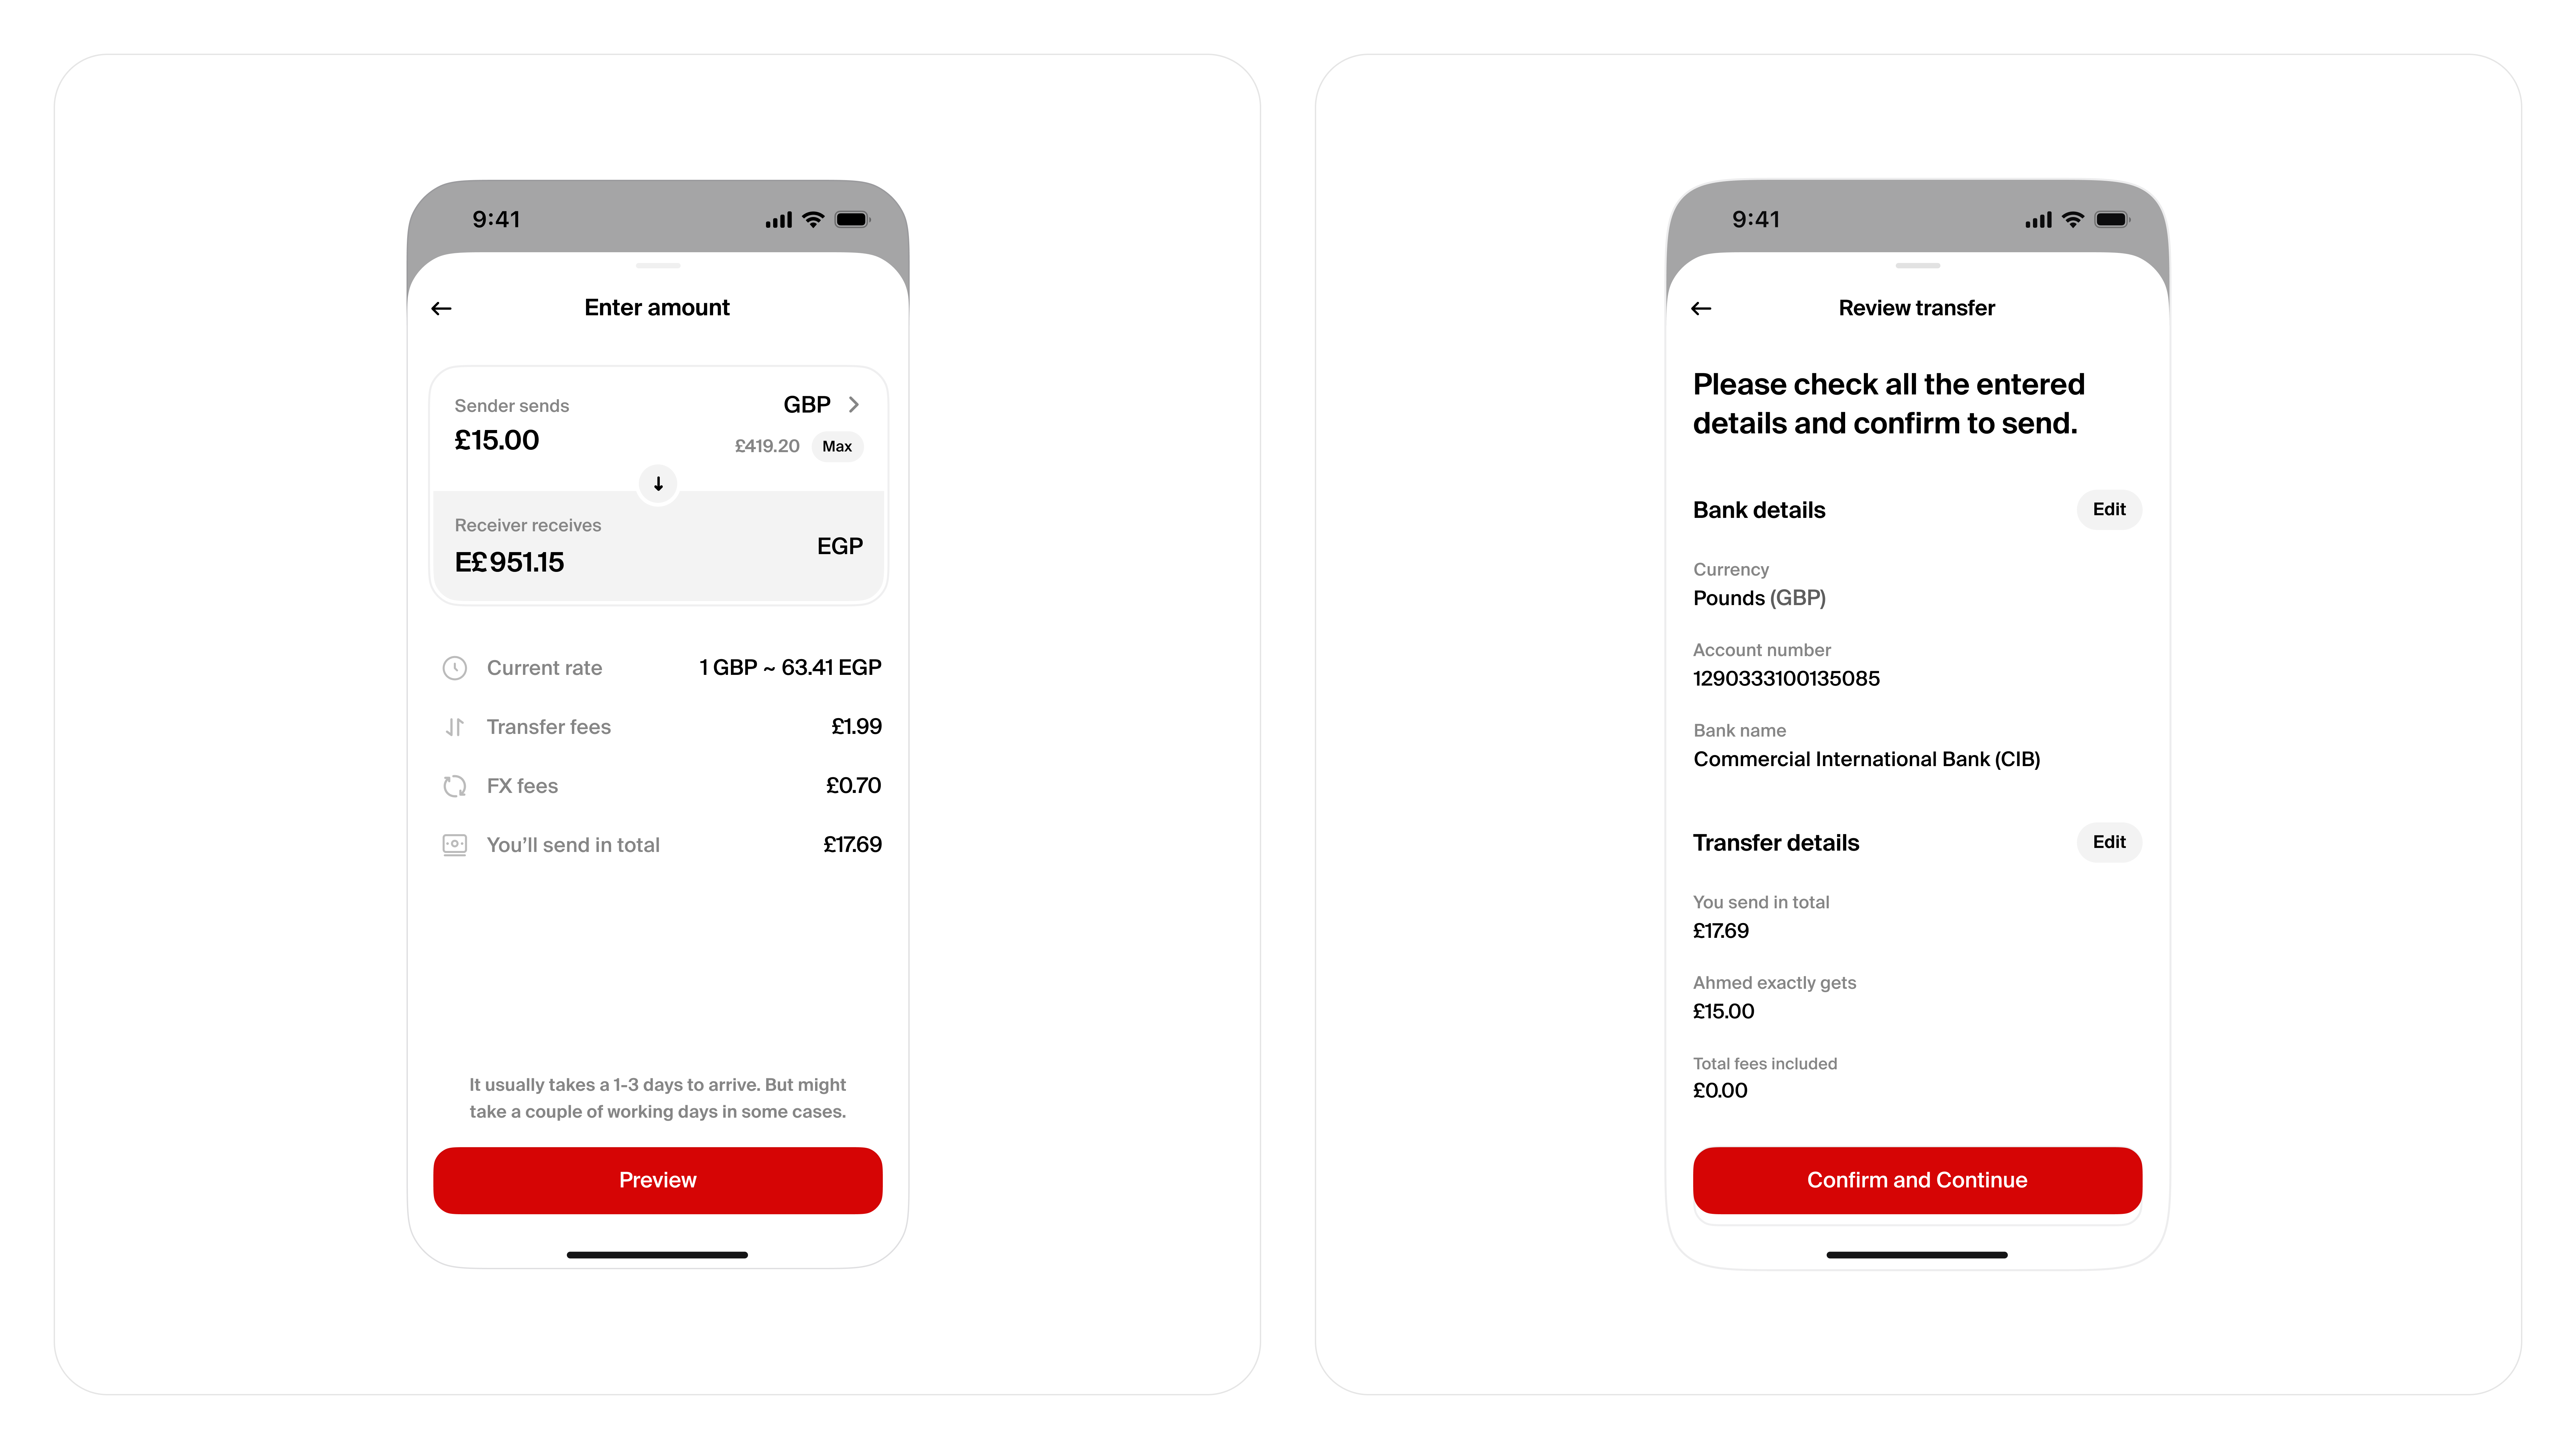 9:41
Enter amount
Sender sends
GBP
£15.00
£419.20 Max
Receiver receives
EGP
E£951.15
Current rate 1 GBP ~ 63.41 EGP
Transfer fees £1.99
FX fees £0.70
You’ll send in total £17.69
It usually takes a 1-3 days to arrive. But might
take a couple of working days in some cases.
Preview
9:41
Review transfer
Please check all the entered
details and confirm to send.
Bank details Edit
Currency
Pounds (GBP)
Account number
1290333100135085
Bank name
Commercial International Bank (CIB)
Transfer details Edit
You send in total
£17.69
Ahmed exactly gets
£15.00
Total fees included
£0.00
Confirm and Continue